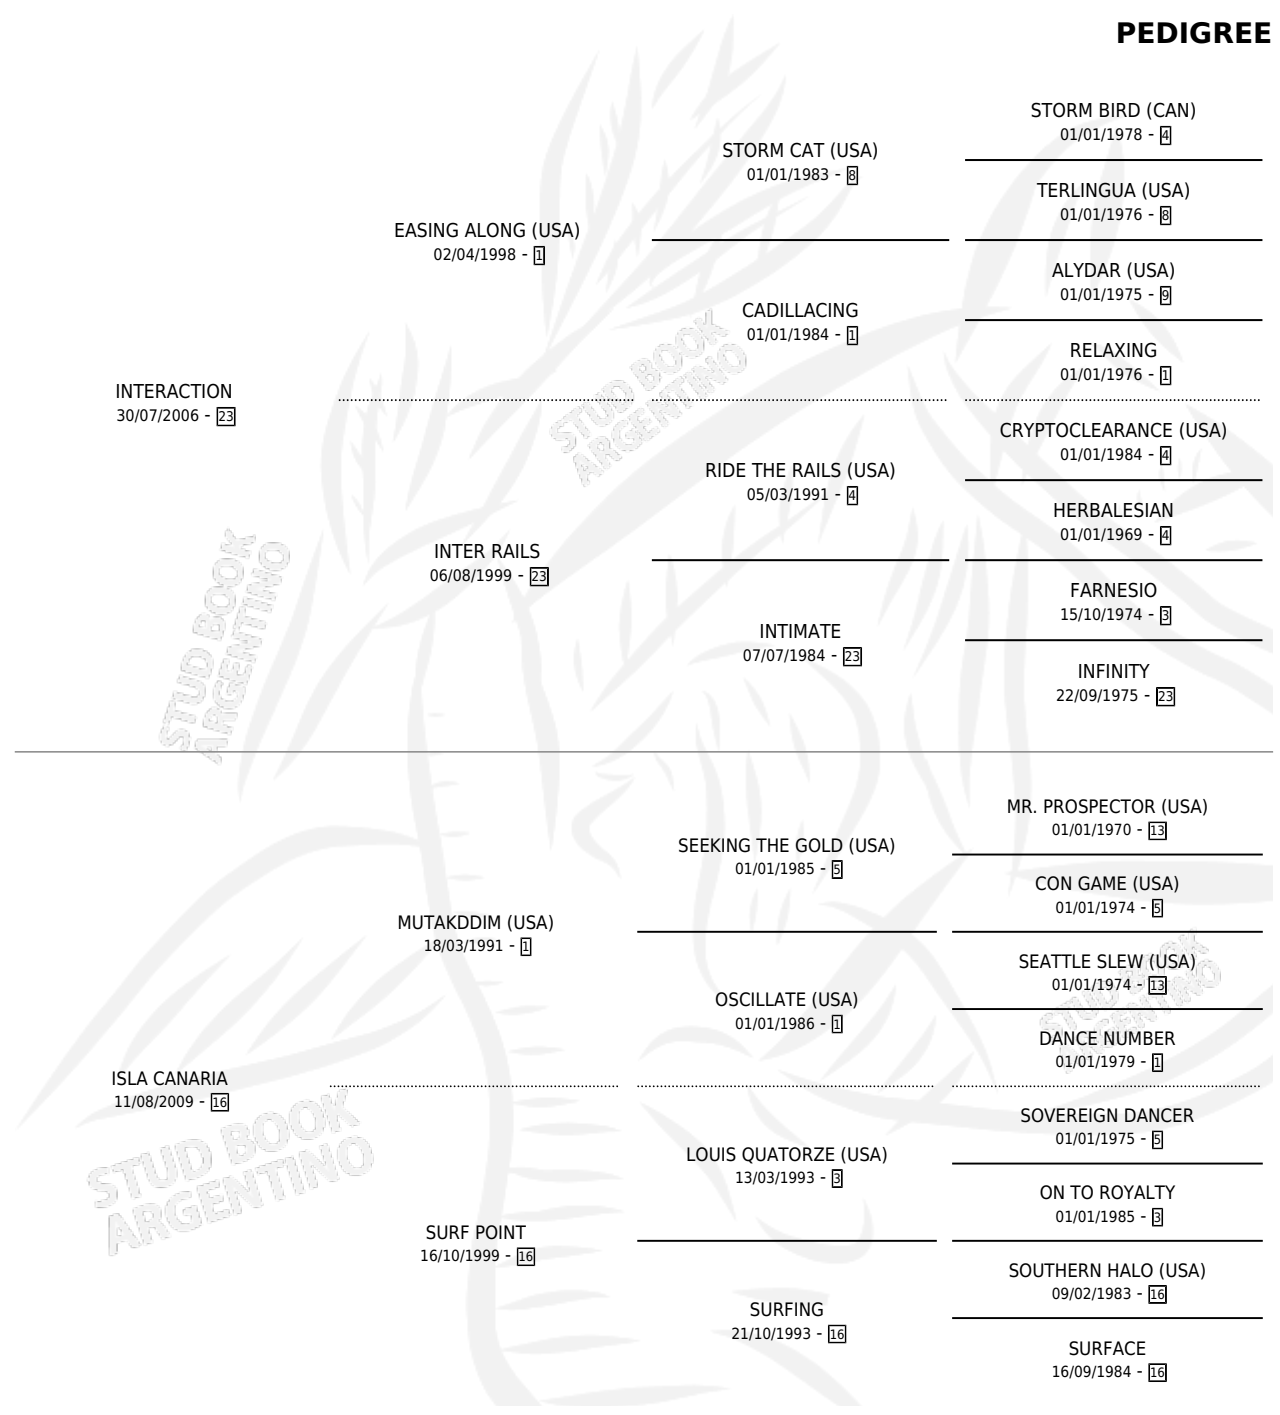 PEDIGREE
STORM BIRD (CAN)
01/01/1978 - 4
STORM CAT (USA)
01/01/1983 - 8
TERLINGUA (USA)
01/01/1976 - 8
EASING ALONG (USA)
02/04/1998 - 1
ALYDAR (USA)
01/01/1975 - 9
CADILLACING
01/01/1984 - 1
RELAXING
01/01/1976 - 1
INTERACTION
30/07/2006 - 23
CRYPTOCLEARANCE (USA)
01/01/1984 - 4
RIDE THE RAILS (USA)
05/03/1991 - 4
HERBALESIAN
01/01/1969 - 4
INTER RAILS
06/08/1999 - 23
FARNESIO
15/10/1974 - 3
INTIMATE
07/07/1984 - 23
INFINITY
22/09/1975 - 23
STUD BOOK
ARGENTINO
STUD BOOK
ARGENTINO
MR. PROSPECTOR (USA)
01/01/1970 - 13
SEEKING THE GOLD (USA)
01/01/1985 - 5
CON GAME (USA)
01/01/1974 - 5
MUTAKDDIM (USA)
18/03/1991 - 1
SEATTLE SLEW (USA)
01/01/1974 - 13
OSCILLATE (USA)
01/01/1986 - 1
DANCE NUMBER
01/01/1979 - 1
STUD BOOK
ARGENTINO
ISLA CANARIA
11/08/2009 - 16
SOVEREIGN DANCER
01/01/1975 - 5
LOUIS QUATORZE (USA)
13/03/1993 - 3
ON TO ROYALTY
01/01/1985 - 3
SURF POINT
16/10/1999 - 16
SOUTHERN HALO (USA)
09/02/1983 - 16
SURFING
21/10/1993 - 16
SURFACE
16/09/1984 - 16
STUD BOOK
ARGENTINO